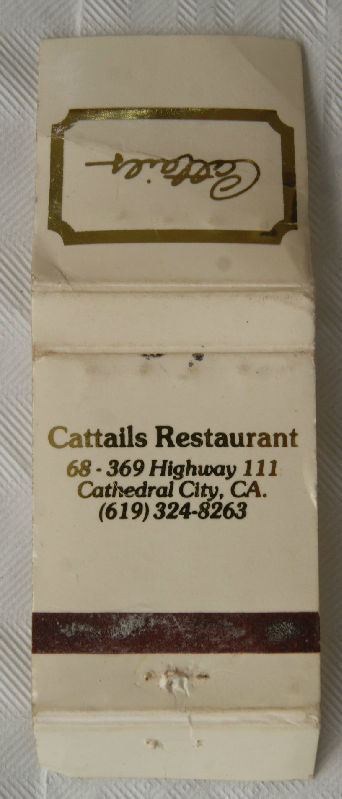 Cattails
Cattails Restaurant
68 - 369 Highway 111
Cathedral City, CA.
(619) 324-8263